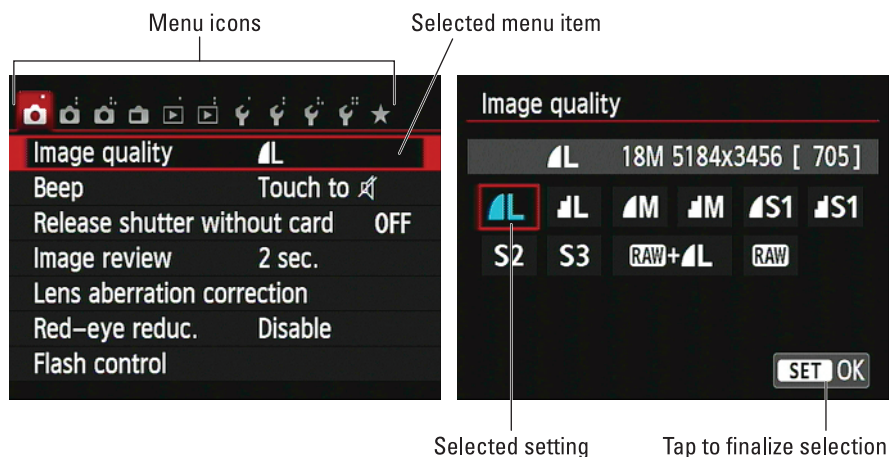 Menu icons
Selected menu item
Image quality L
Beep Touch to
Release shutter without card OFF
Image review 2 sec.
Lens aberration correction
Red-eye reduc. Disable
Flash control
Image quality
L 18M 5184x3456 [ 705]
L L M M S1 S1
S2 S3 RAW+L RAW
SET OK
Selected setting
Tap to finalize selection